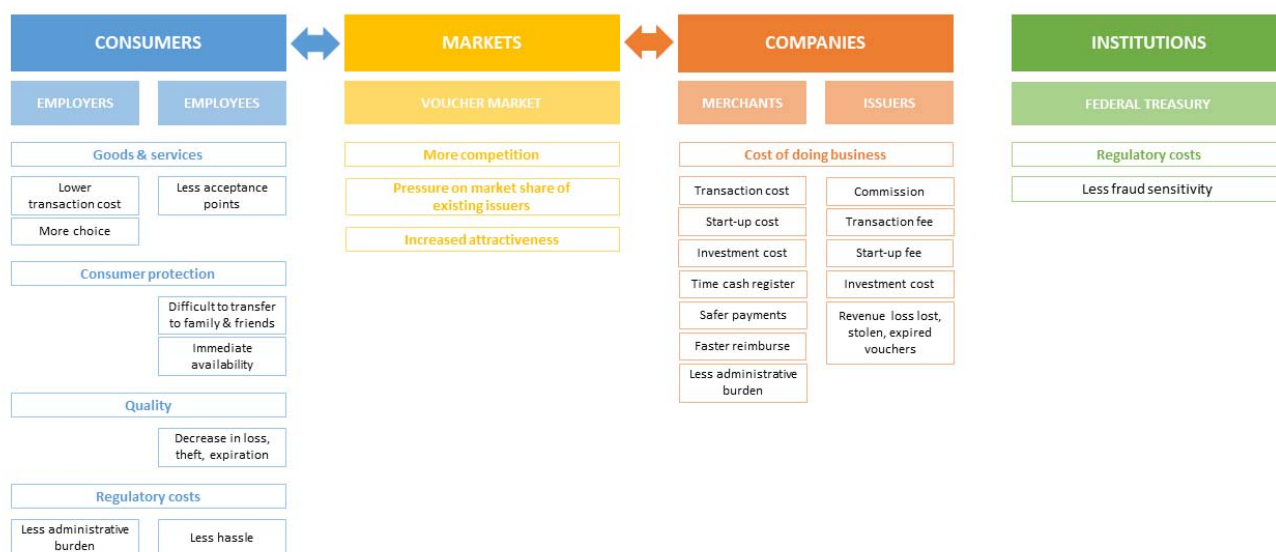 CONSUMERS
MARKETS
COMPANIES
INSTITUTIONS
EMPLOYERS
EMPLOYEES
VOUCHER MARKET
MERCHANTS
ISSUERS
FEDERAL TREASURY
Goods & services
Lower
transaction cost
More choice
Less acceptance
points
Consumer protection
Difficult to transfer
to family & friends
Immediate
availability
Quality
Decrease in loss,
theft, expiration
Regulatory costs
Less administrative
burden
Less hassle
More competition
Pressure on market share of
existing issuers
Increased attractiveness
Cost of doing business
Transaction cost
Start-up cost
Investment cost
Time cash register
Safer payments
Faster reimburse
Less administrative
burden
Commission
Transaction fee
Start-up fee
Investment cost
Revenue loss lost,
stolen, expired
vouchers
Regulatory costs
Less fraud sensitivity